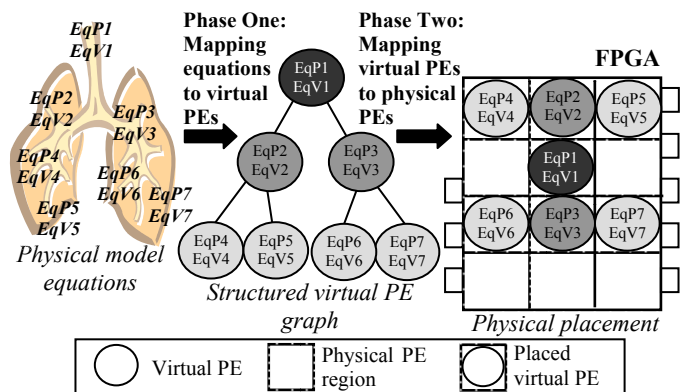 EqP1
EqV1
EqP2
EqV2
EqP3
EqV3
EqP4
EqV4
EqP6
EqV6
EqP7
EqV7
EqP5
EqV5
Physical model
equations
Phase One:
Mapping
equations
to virtual
PEs
EqP1
EqV1
EqP2
EqV2
EqP3
EqV3
EqP4
EqV4
EqP5
EqV5
EqP6
EqV6
EqP7
EqV7
Structured virtual PE
graph
Phase Two:
Mapping
virtual PEs
to physical
PEs
FPGA
EqP4
EqV4
EqP2
EqV2
EqP5
EqV5
EqP1
EqV1
EqP6
EqV6
EqP3
EqV3
EqP7
EqV7
Physical placement
Virtual PE
Physical PE
region
Placed
virtual PE